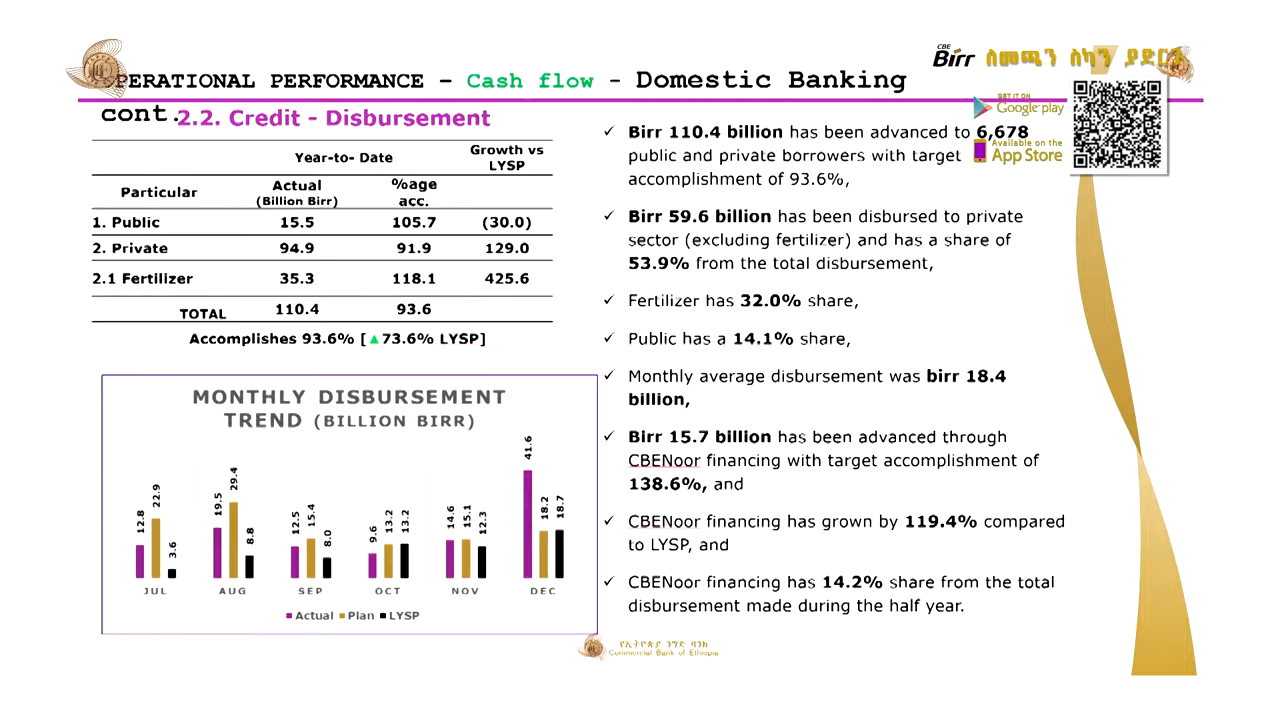 CBE
Birr ለመጫን ስካን ያድርጉ
PERATIONAL PERFORMANCE – Cash flow - Domestic Banking
cont.
GET IT ON
Google play
Available on the
App Store
2.2. Credit - Disbursement
Year-to- Date
Growth vs
LYSP
Particular
Actual
(Billion Birr)
%age
acc.
1. Public 15.5 105.7 (30.0)
2. Private 94.9 91.9 129.0
2.1 Fertilizer 35.3 118.1 425.6
TOTAL 110.4 93.6
Accomplishes 93.6% [▲73.6% LYSP]
MONTHLY DISBURSEMENT
TREND (BILLION BIRR)
12.8 22.9 3.6
19.5 29.4 8.8
12.5 15.4 8.0
9.6 13.2 13.2
14.6 15.1 12.3
41.6 18.2 18.7
JUL AUG SEP OCT NOV DEC
Actual Plan LYSP
✓ Birr 110.4 billion has been advanced to 6,678
public and private borrowers with target
accomplishment of 93.6%,
✓ Birr 59.6 billion has been disbursed to private
sector (excluding fertilizer) and has a share of
53.9% from the total disbursement,
✓ Fertilizer has 32.0% share,
✓ Public has a 14.1% share,
✓ Monthly average disbursement was birr 18.4
billion,
✓ Birr 15.7 billion has been advanced through
CBENoor financing with target accomplishment of
138.6%, and
✓ CBENoor financing has grown by 119.4% compared
to LYSP, and
✓ CBENoor financing has 14.2% share from the total
disbursement made during the half year.
የኢትዮጵያ ንግድ ባንክ
Commercial Bank of Ethiopia